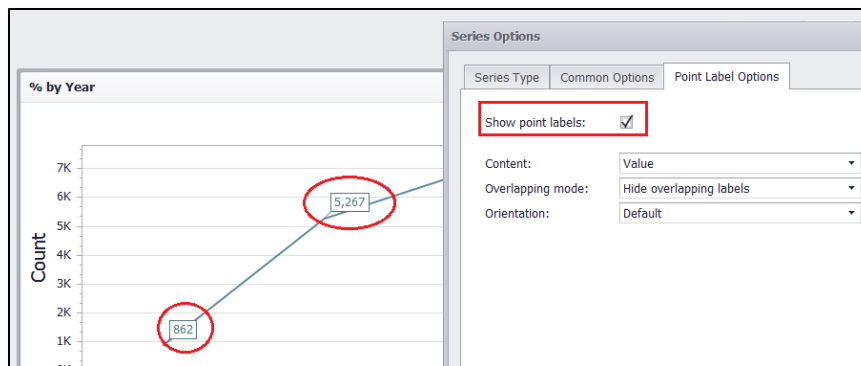 Series Options
Series Type
Common Options
Point Label Options
Show point labels:
Content:
Value
Overlapping mode:
Hide overlapping labels
Orientation:
Default
% by Year
7K
6K
5K
4K
3K
2K
1K
Count
5,267
862